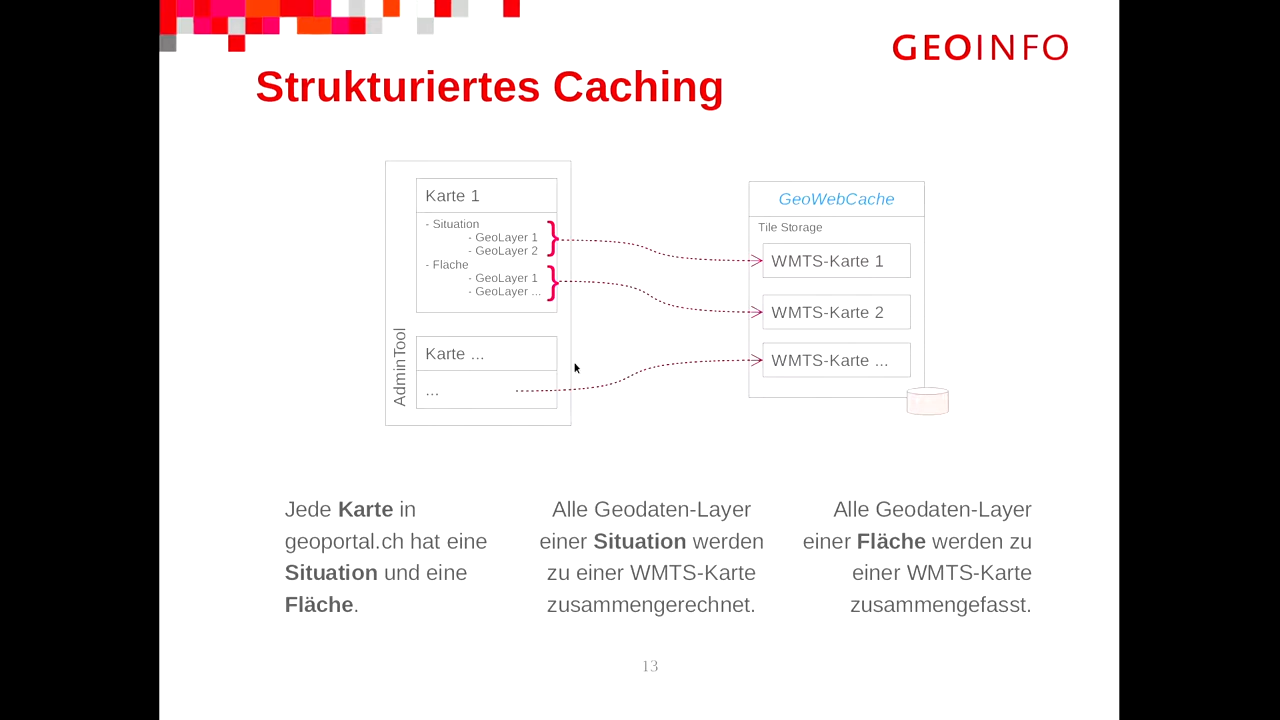 GEOINFO
Strukturiertes Caching
Karte 1
- Situation
- GeoLayer 1
- GeoLayer 2
- Flache
- GeoLayer 1
- GeoLayer ...
Karte ...
...
AdminTool
GeoWebCache
Tile Storage
WMTS-Karte 1
WMTS-Karte 2
WMTS-Karte ...
Jede Karte in
geoportal.ch hat eine
Situation und eine
Fläche.
Alle Geodaten-Layer
einer Situation werden
zu einer WMTS-Karte
zusammengerechnet.
Alle Geodaten-Layer
einer Fläche werden zu
einer WMTS-Karte
zusammengefasst.
13